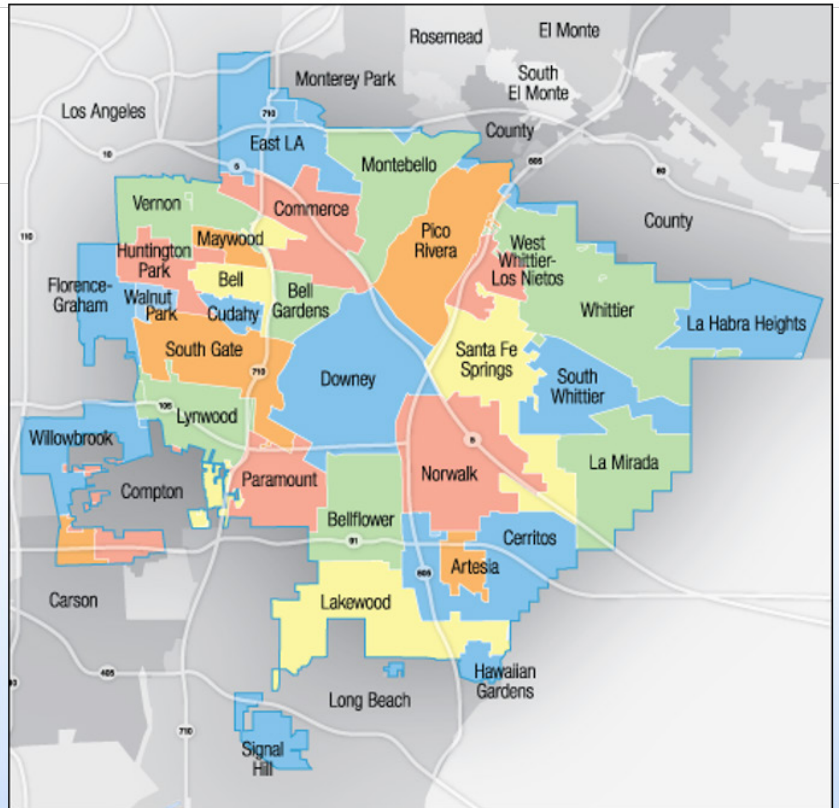 Rosemead
El Monte
Monterey Park
South
El Monte
Los Angeles
710
County
East LA
10
5
605
Montebello
60
Vernon
Commerce
County
110
Maywood
Pico
Rivera
Huntington
Park
West
Whittier-
Los Nietos
Bell
Florence-
Graham
Walnut
Park
Bell
Gardens
Cudahy
Whittier
La Habra Heights
South Gate
Santa Fe
Springs
710
Downey
South
Whittier
105
Lynwood
Willowbrook
5
La Mirada
Compton
Paramount
Norwalk
Bellflower
Cerritos
91
Artesia
605
Carson
Lakewood
405
Hawaiian
Gardens
Long Beach
710
Signal
Hill